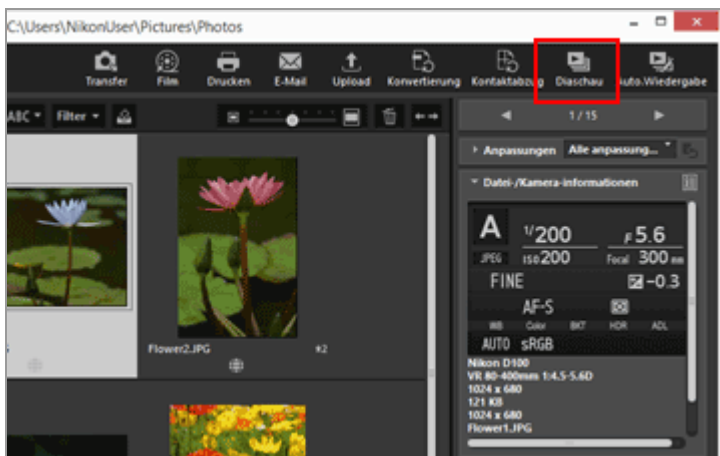 C:\Users\NikonUser\Pictures\Photos
Transfer Film Drucken E-Mail Upload Konvertierung Kontaktabzug Diaschau Auto.Wiedergabe
ABC Filter
1/15
Anpassungen Alle anpassung...
Datei-/Kamera-informationen
A 1/200 F5.6
JPEG ISO200 Focal 300mm
FINE -0.3
AF-S
WB Color BKT HDR ADL
AUTO sRGB
Nikon D100
VR 80-400mm 1:4.5-5.6D
1024 x 680
121 KB
1024 x 680
Flower1.JPG
Flower2.JPG *2